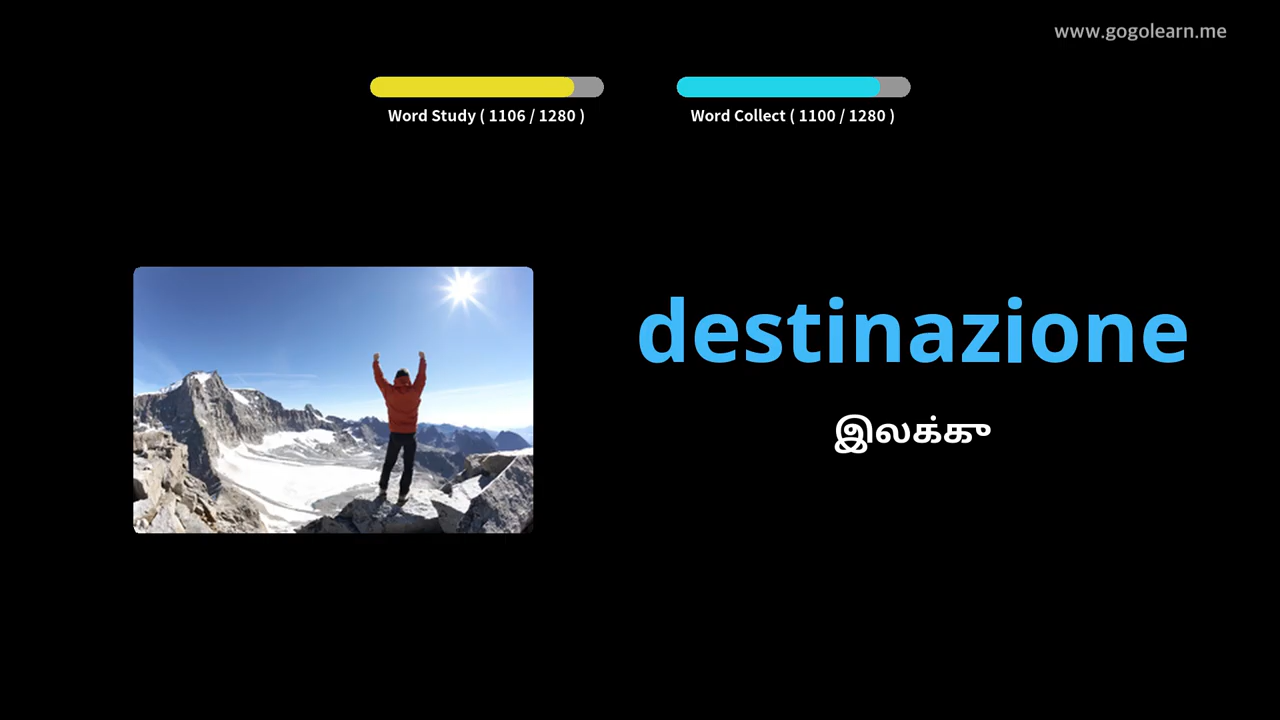 www.gogolearn.me
Word Study ( 1106 / 1280 )
Word Collect ( 1100 / 1280 )
destinazione
இலக்கு